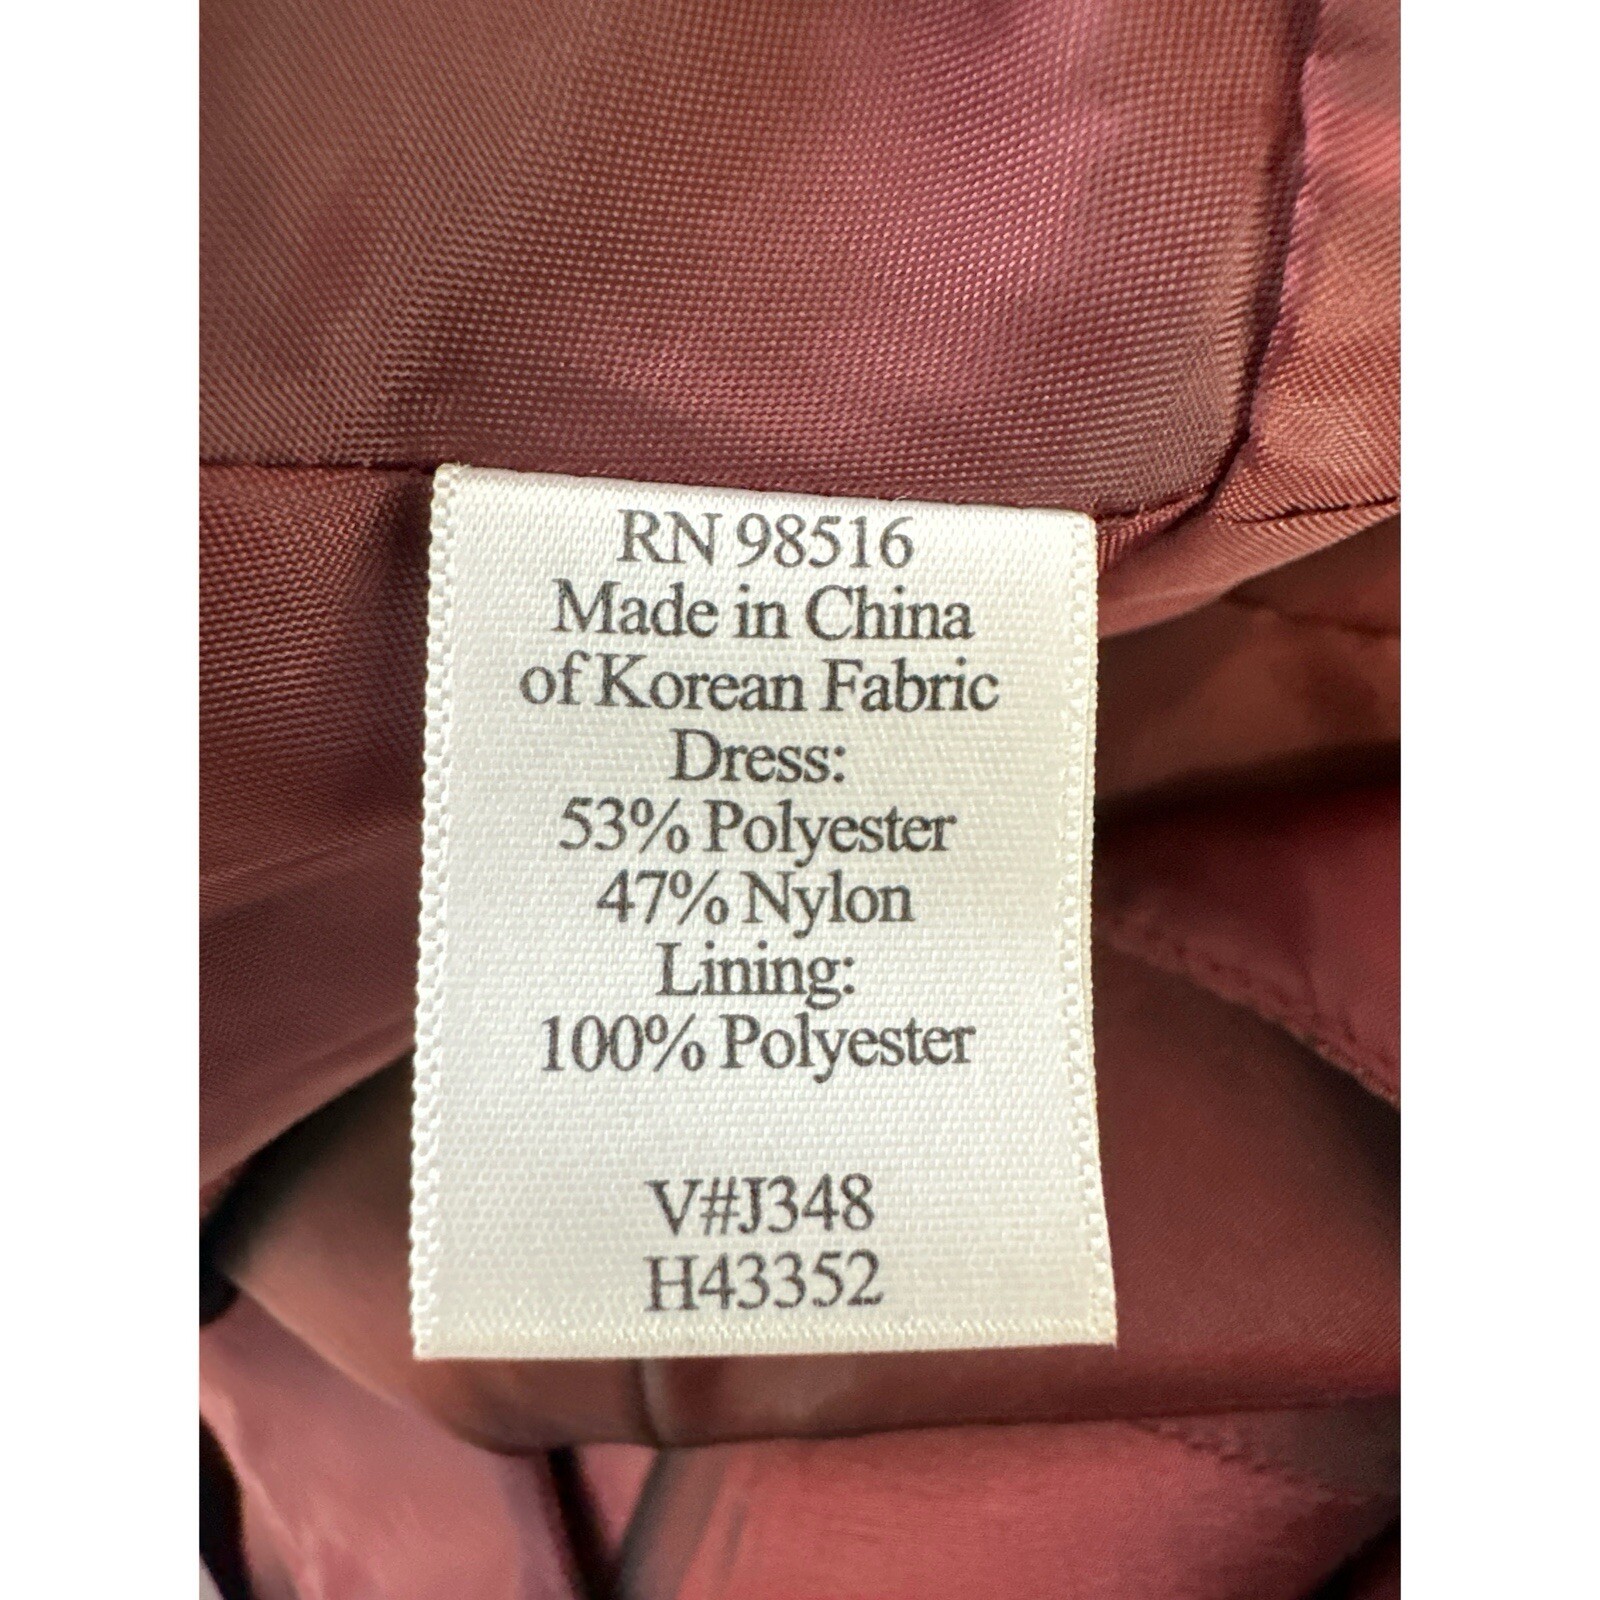 RN 98516
Made in China
of Korean Fabric
Dress:
53% Polyester
47% Nylon
Lining:
100% Polyester
V#J348
H43352